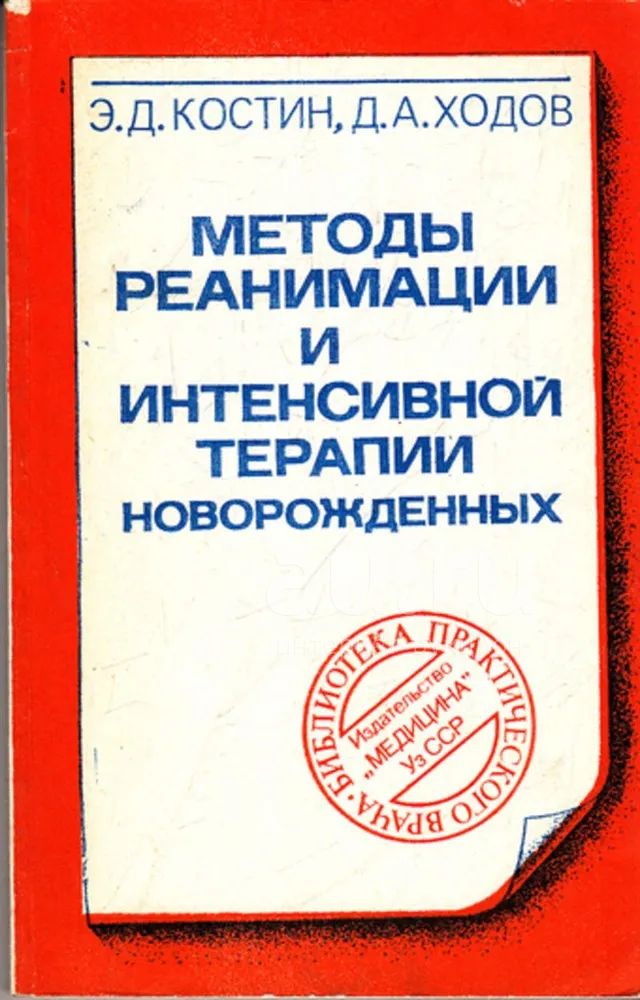 Э.Д.КОСТИН, Д.А.ХОДОВ
МЕТОДЫ
РЕАНИМАЦИИ
И
ИНТЕНСИВНОЙ
ТЕРАПИИ
НОВОРОЖДЕННЫХ
БИБЛИОТЕКА ПРАКТИЧЕСКОГО ВРАЧА·
Издательство
„МЕДИЦИНА"
Уз ССР